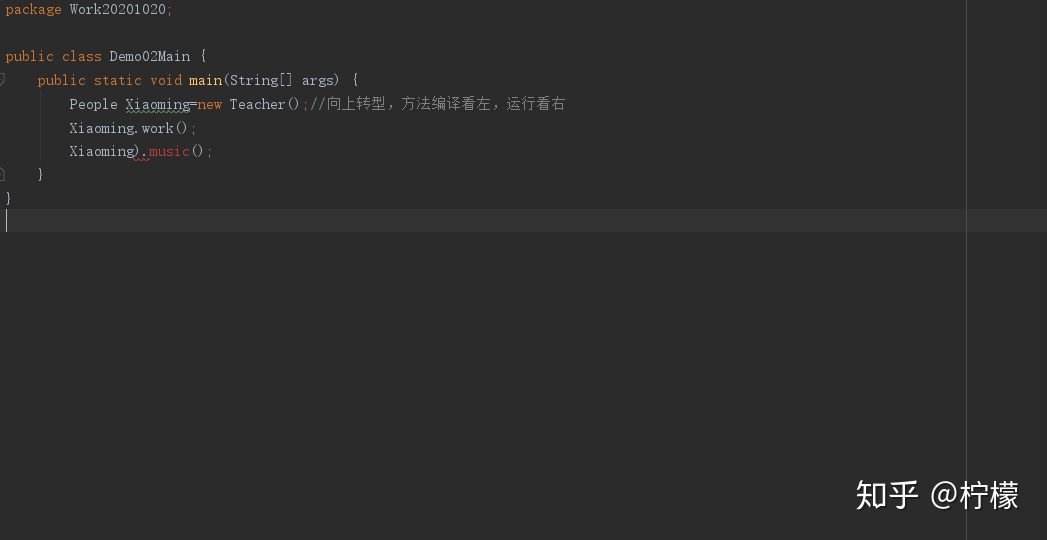 package Work20201020;
public class Demo02Main {
public static void main(String[] args) {
People Xiaoming=new Teacher();//向上转型，方法编译看左，运行看右
Xiaoming.work();
Xiaoming).music();
}
}
知乎 @柠檬